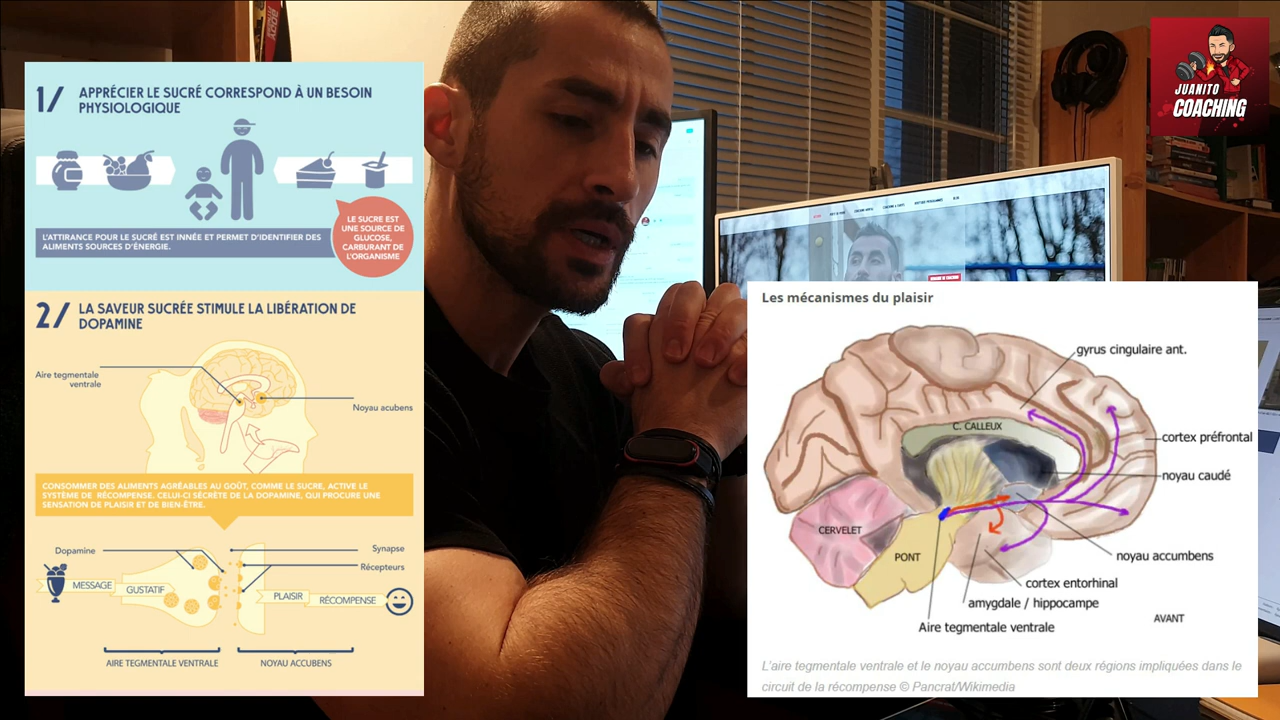 1/ APPRÉCIER LE SUCRÉ CORRESPOND À UN BESOIN
PHYSIOLOGIQUE
LE SUCRE EST
UNE SOURCE DE
GLUCOSE,
CARBURANT DE
L'ORGANISME
L'ATTIRANCE POUR LE SUCRÉ EST INNÉE ET PERMET D'IDENTIFIER DES
ALIMENTS SOURCES D'ÉNERGIE.
2/ LA SAVEUR SUCRÉE STIMULE LA LIBÉRATION DE
DOPAMINE
Aire tegmentale
ventrale
Noyau acubens
CONSOMMER DES ALIMENTS AGRÉABLES AU GOÛT, COMME LE SUCRE, ACTIVE LE
SYSTÈME DE RÉCOMPENSE. CELUI-CI SÉCRÈTE DE LA DOPAMINE, QUI PROCURE UNE
SENSATION DE PLAISIR ET DE BIEN-ÊTRE.
Dopamine
Synapse
Récepteurs
MESSAGE
GUSTATIF
PLAISIR
RÉCOMPENSE
AIRE TEGMENTALE VENTRALE
NOYAU ACCUBENS
JUANITO
COACHING
Les mécanismes du plaisir
gyrus cingulaire ant.
C. CALLEUX
cortex préfrontal
noyau caudé
CERVELET
PONT
noyau accumbens
cortex entorhinal
amygdale / hippocampe
AVANT
Aire tegmentale ventrale
L'aire tegmentale ventrale et le noyau accumbens sont deux régions impliquées dans le
circuit de la récompense © Pancrat/Wikimedia